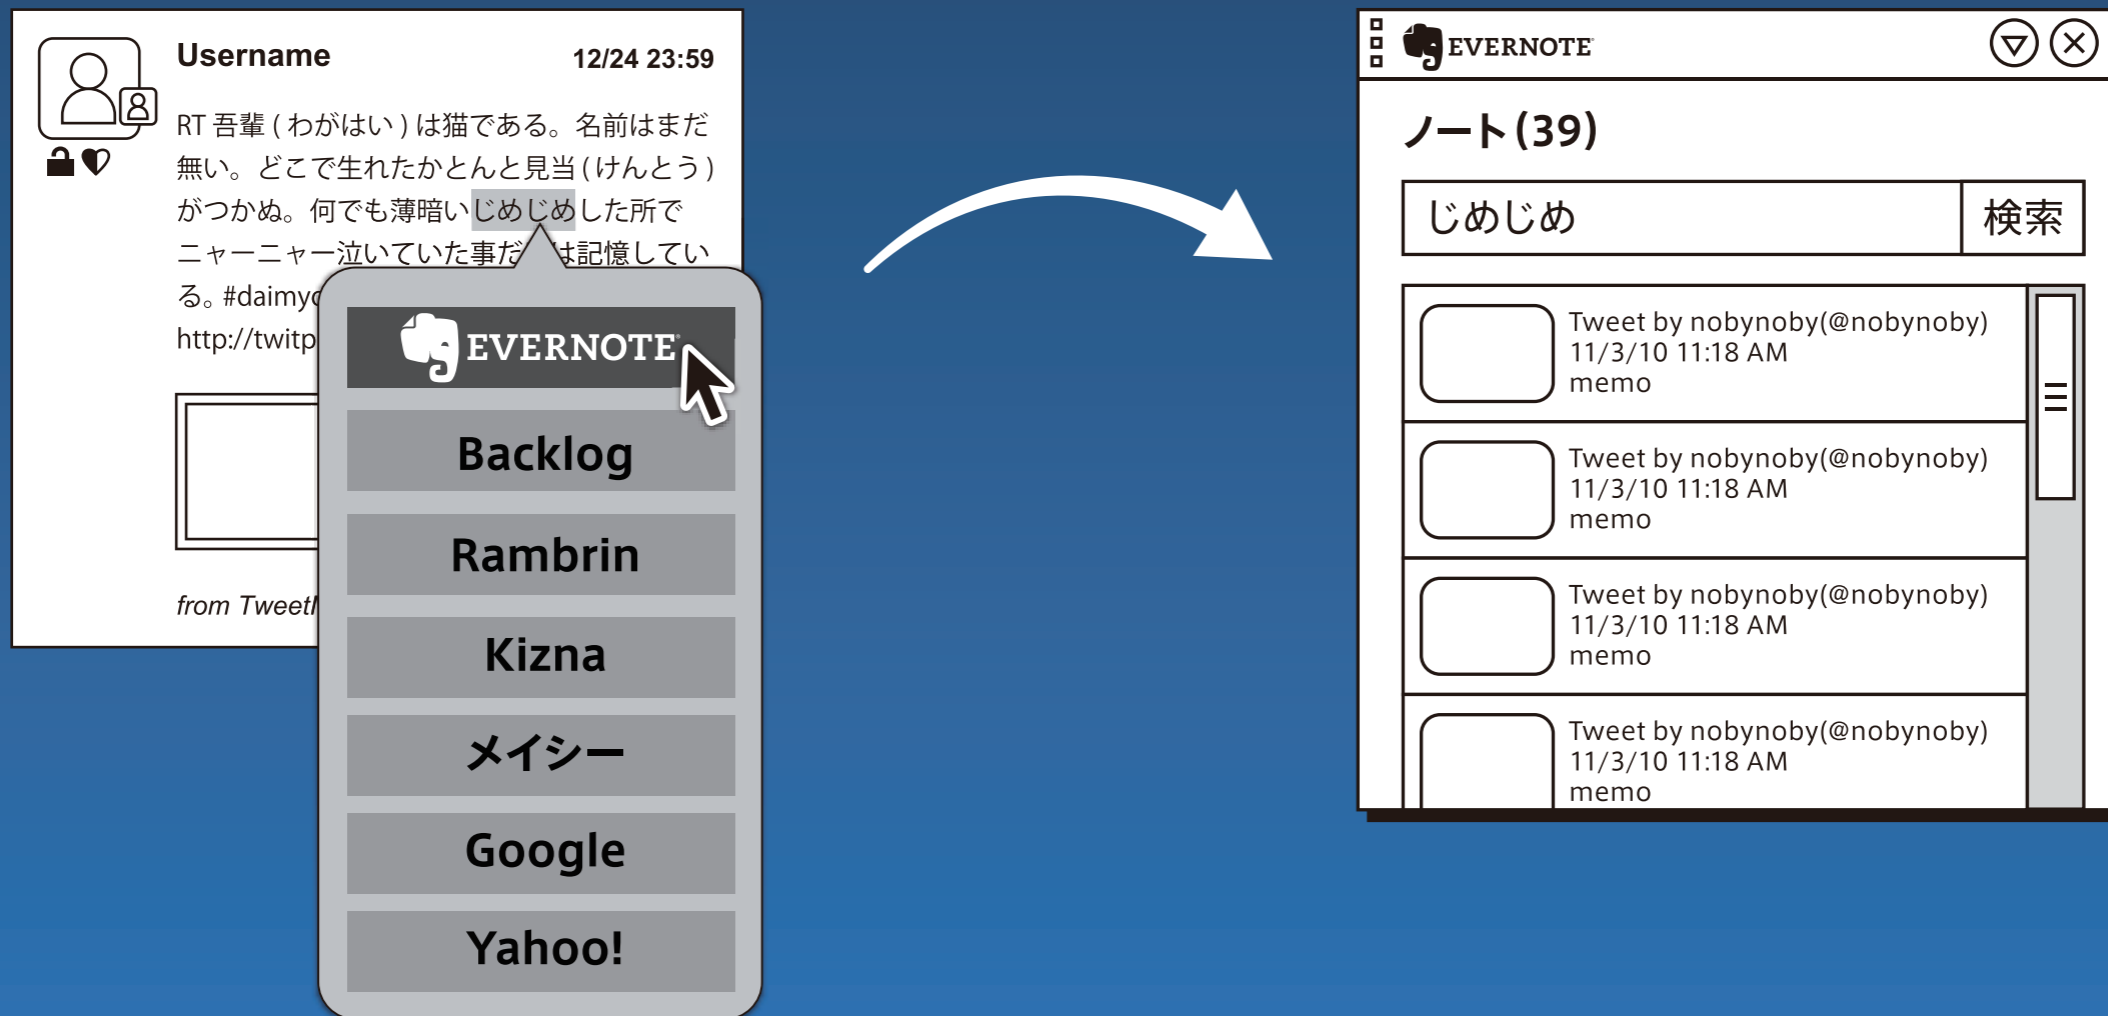 Username
12/24 23:59
RT 吾輩 ( わがはい ) は猫である。名前はまだ
無い。どこで生れたかとんと見当 ( けんとう )
がつかぬ。何でも薄暗いじめじめした所で
ニャーニャー泣いていた事だ は記憶してい
る。#daimyo
http://twitp
from Tweet
EVERNOTE
Backlog
Rambrin
Kizna
メイシー
Google
Yahoo!
EVERNOTE
ノート (39)
じめじめ 検索
Tweet by nobynoby(@nobynoby)
11/3/10 11:18 AM
memo
Tweet by nobynoby(@nobynoby)
11/3/10 11:18 AM
memo
Tweet by nobynoby(@nobynoby)
11/3/10 11:18 AM
memo
Tweet by nobynoby(@nobynoby)
11/3/10 11:18 AM
memo